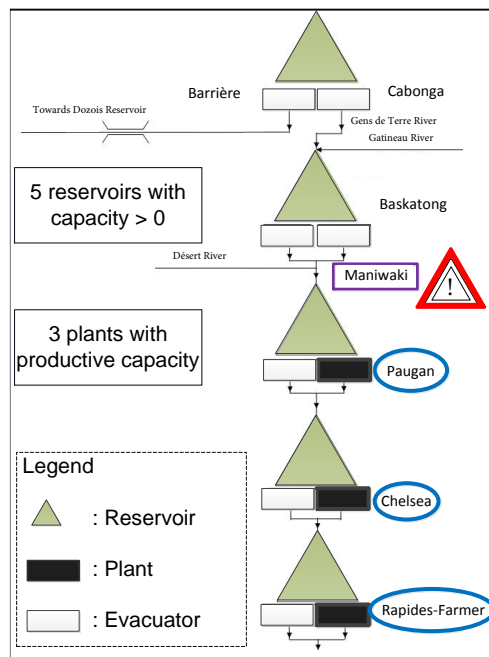 Barrière
Cabonga
Towards Dozois Reservoir
Gens de Terre River
Gatineau River
5 reservoirs with
capacity > 0
Baskatong
Désert River
Maniwaki
!
3 plants with
productive capacity
Paugan
Legend
: Reservoir
Chelsea
: Plant
: Evacuator
Rapides-Farmer